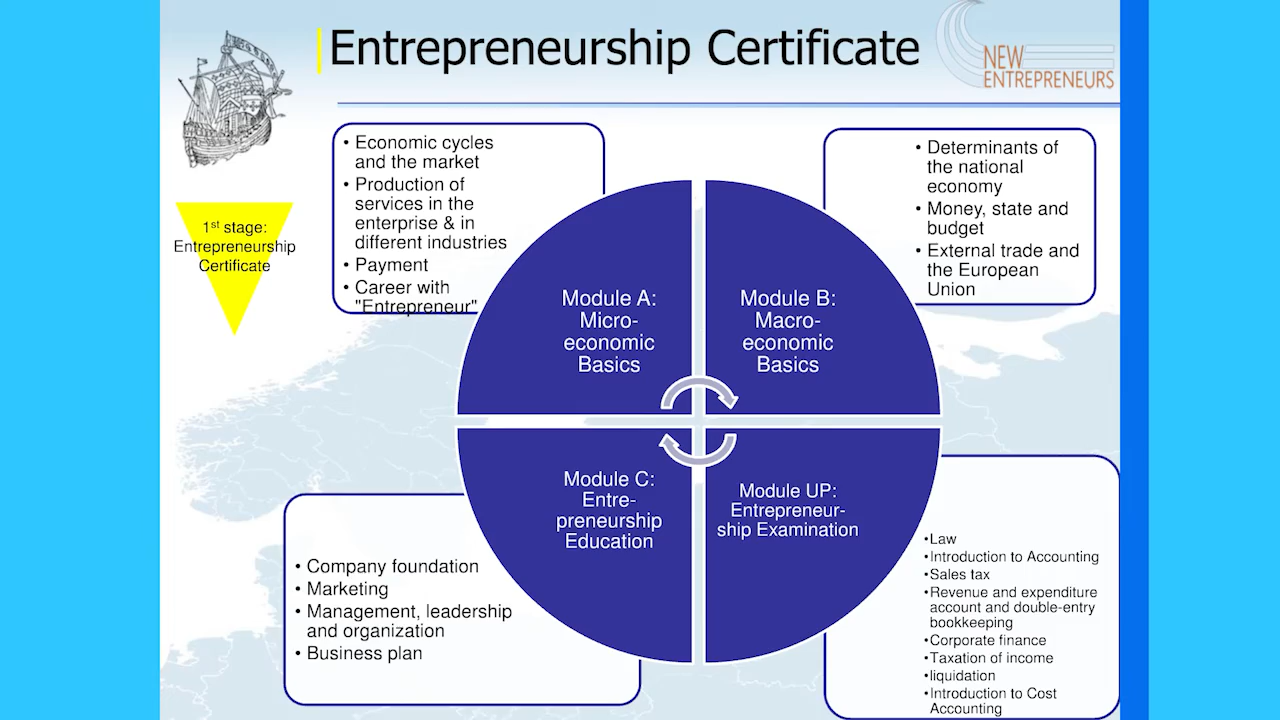 Entrepreneurship Certificate
NEW
ENTREPRENEURS
1st stage:
Entrepreneurship
Certificate
• Economic cycles
and the market
• Production of
services in the
enterprise & in
different industries
• Payment
• Career with
"Entrepreneur"
• Determinants of
the national
economy
• Money, state and
budget
• External trade and
the European
Union
Module A:
Micro-
economic
Basics
Module B:
Macro-
economic
Basics
Module C:
Entre-
preneurship
Education
Module UP:
Entrepreneur-
ship Examination
• Company foundation
• Marketing
• Management, leadership
and organization
• Business plan
•Law
•Introduction to Accounting
•Sales tax
•Revenue and expenditure
account and double-entry
bookkeeping
•Corporate finance
•Taxation of income
•liquidation
•Introduction to Cost
Accounting